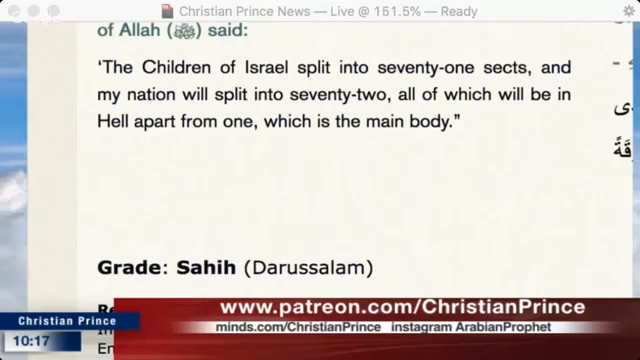 Christian Prince News — Live @ 151.5% — Ready
of Allah (ﷺ) said:
'The Children of Israel split into seventy-one sects, and
my nation will split into seventy-two, all of which will be in
Hell apart from one, which is the main body."
Grade: Sahih (Darussalam)
www.patreon.com/ChristianPrince
minds.com/ChristianPrince instagram ArabianProphet
Christian Prince
10:17